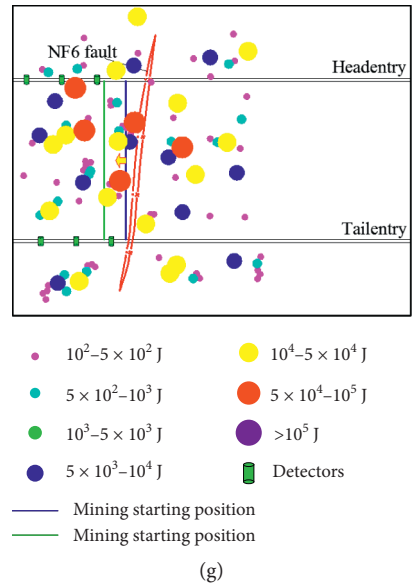 NF6 fault
Headentry
Tailentry
10²–5 × 10² J
10⁴–5 × 10⁴ J
5 × 10²–10³ J
5 × 10⁴–10⁵ J
10³–5 × 10³ J
>10⁵ J
5 × 10³–10⁴ J
Detectors
Mining starting position
Mining starting position
(g)